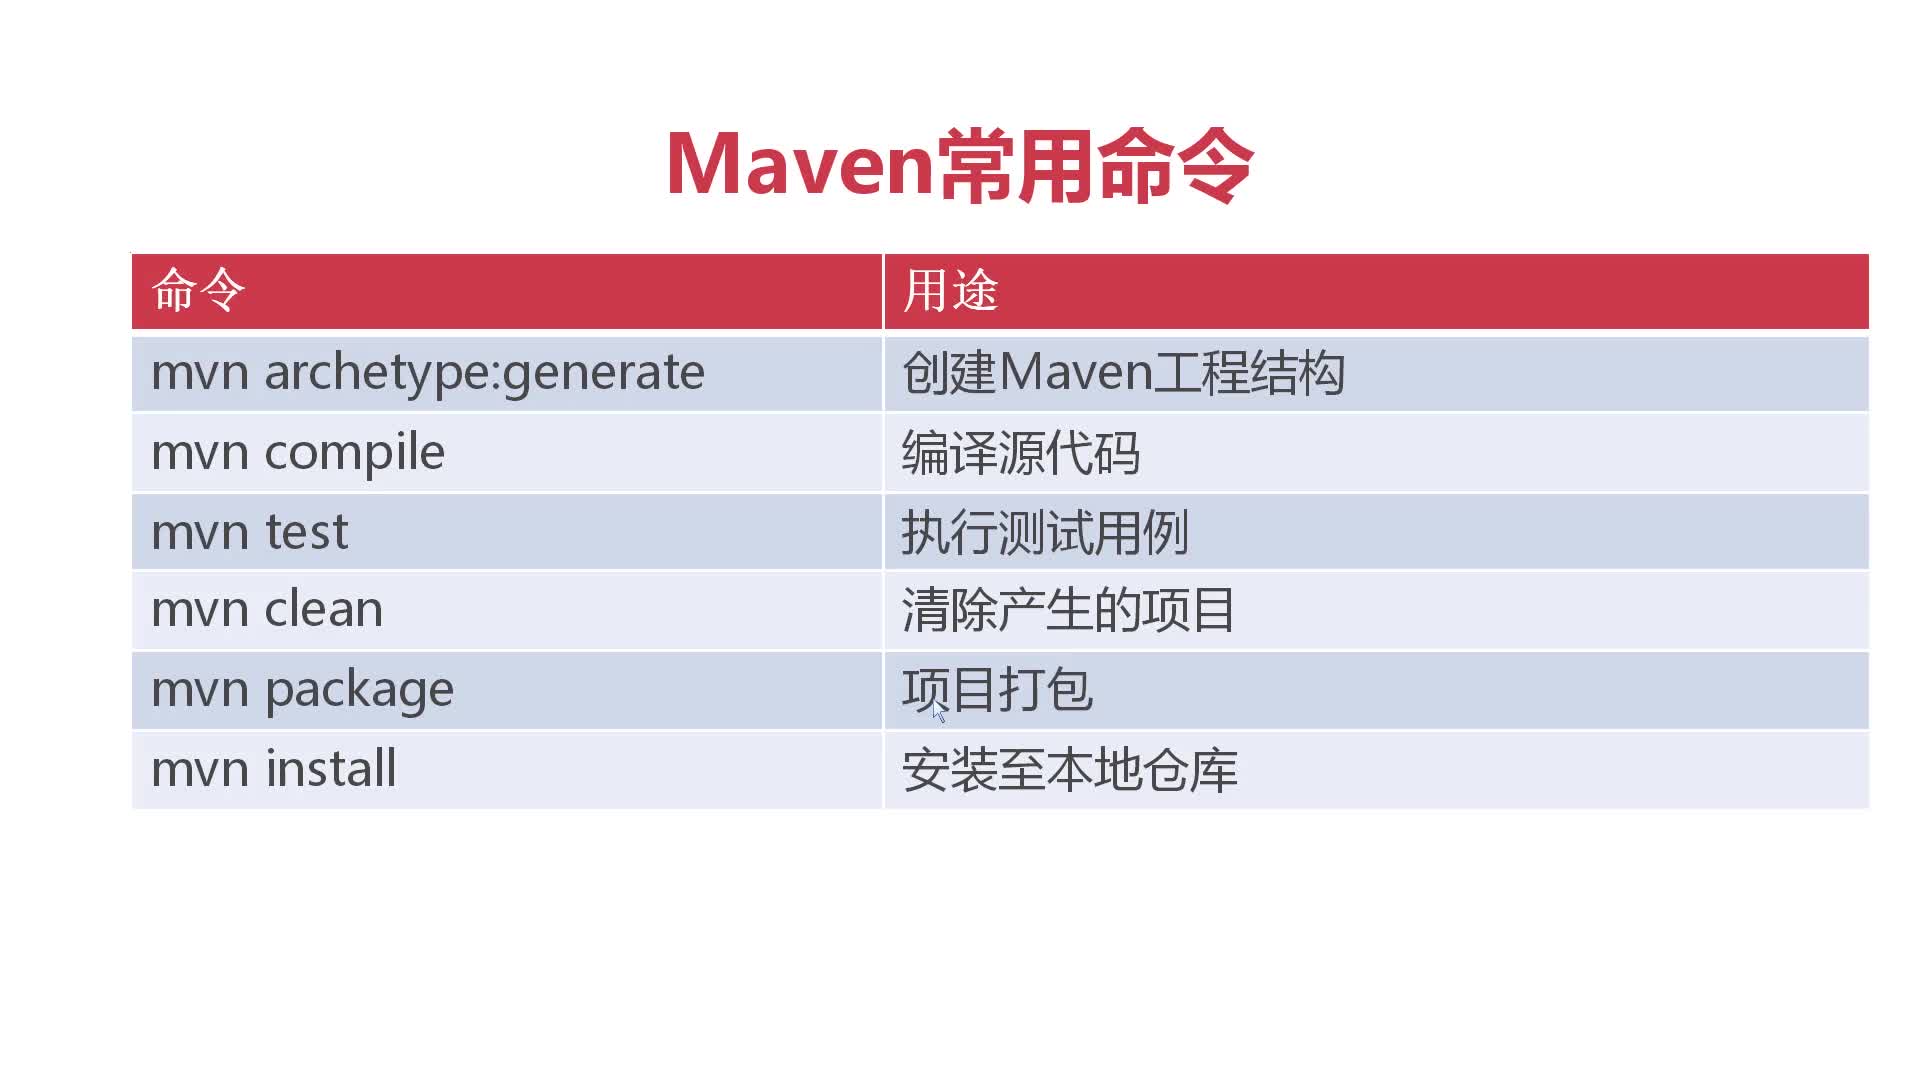 Maven常用命令
命令 用途
mvn archetype:generate 创建Maven工程结构
mvn compile 编译源代码
mvn test 执行测试用例
mvn clean 清除产生的项目
mvn package 项目打包
mvn install 安装至本地仓库